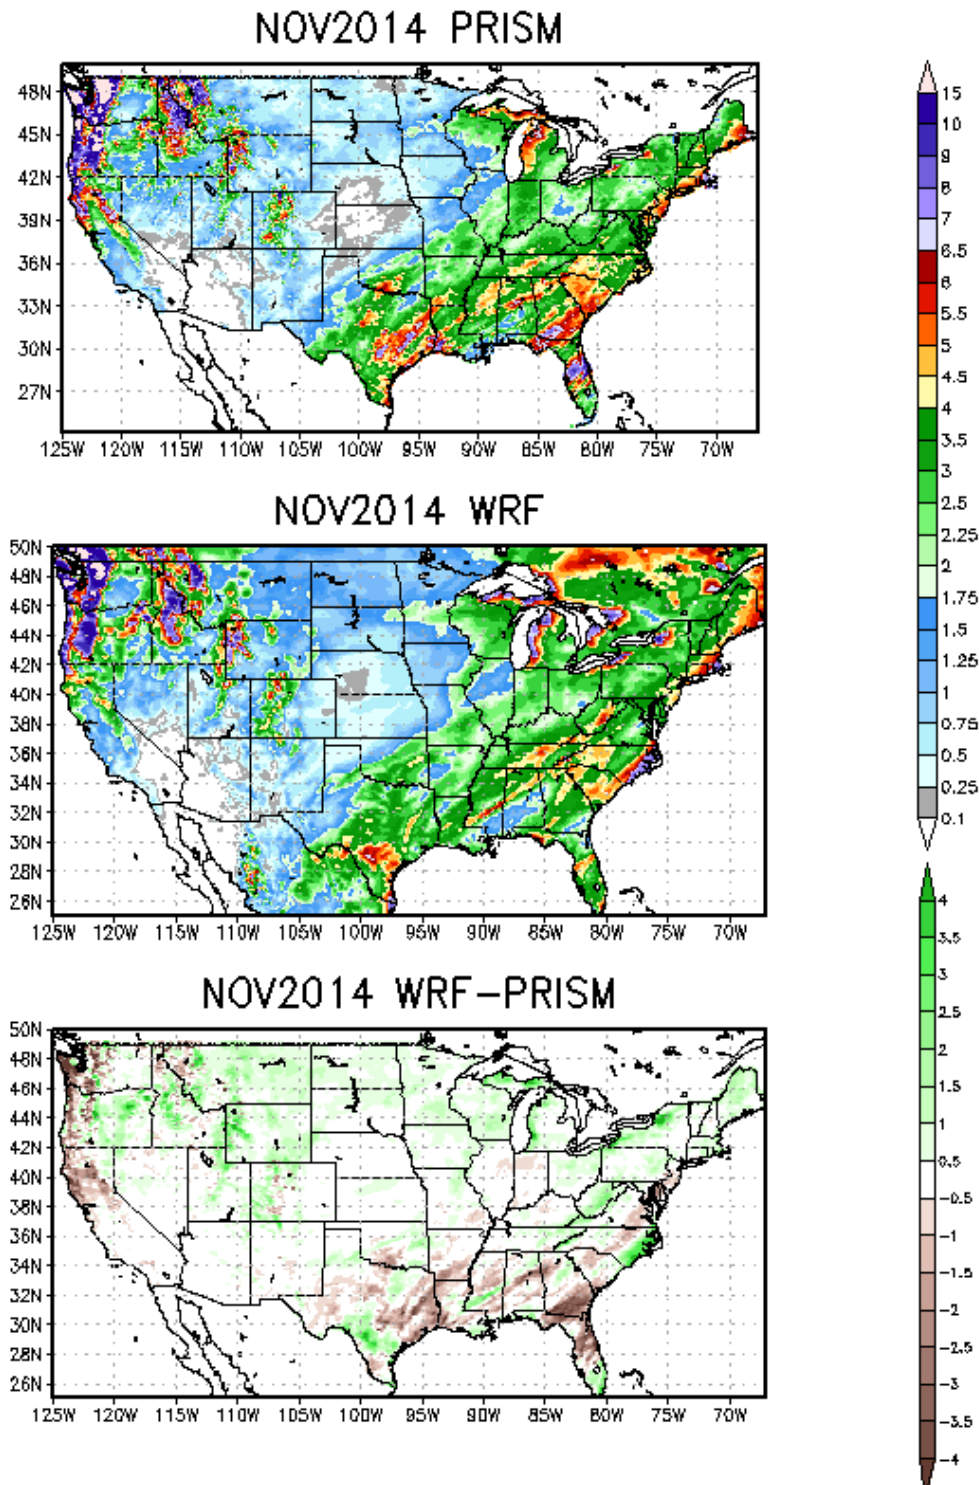 NOV2014 PRISM
48N
45N
42N
39N
36N
33N
30N
27N
125W 120W 115W 110W 105W 100W 95W 90W 85W 80W 75W 70W
NOV2014 WRF
50N
48N
46N
44N
42N
40N
38N
36N
34N
32N
30N
28N
26N
125W 120W 115W 110W 105W 100W 95W 90W 85W 80W 75W 70W
NOV2014 WRF-PRISM
50N
48N
46N
44N
42N
40N
38N
36N
34N
32N
30N
28N
26N
125W 120W 115W 110W 105W 100W 95W 90W 85W 80W 75W 70W
15
10
9
8
7
6.5
6
5.5
5
4.5
4
3.5
3
2.5
2.25
2
1.75
1.5
1.25
1
0.75
0.5
0.25
0.1
4
3.5
3
2.5
2
1.5
1
0.5
-0.5
-1
-1.5
-2
-2.5
-3
-3.5
-4